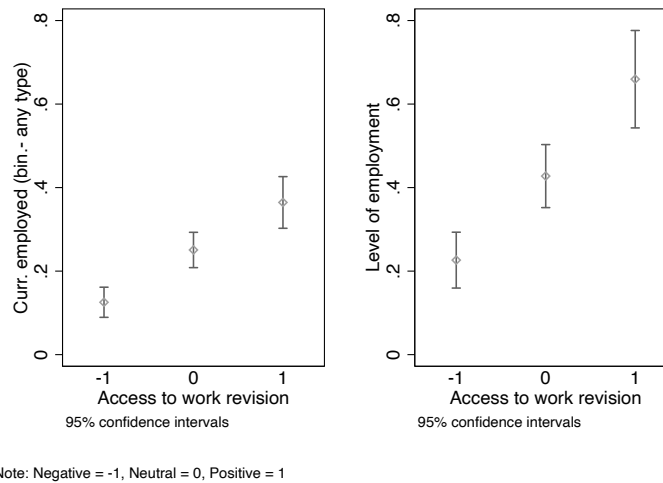 Curr. employed (bin.- any type)
0 .2 .4 .6 .8
-1 0 1
Access to work revision
95% confidence intervals
Level of employment
0 .2 .4 .6 .8
-1 0 1
Access to work revision
95% confidence intervals
Note: Negative = -1, Neutral = 0, Positive = 1